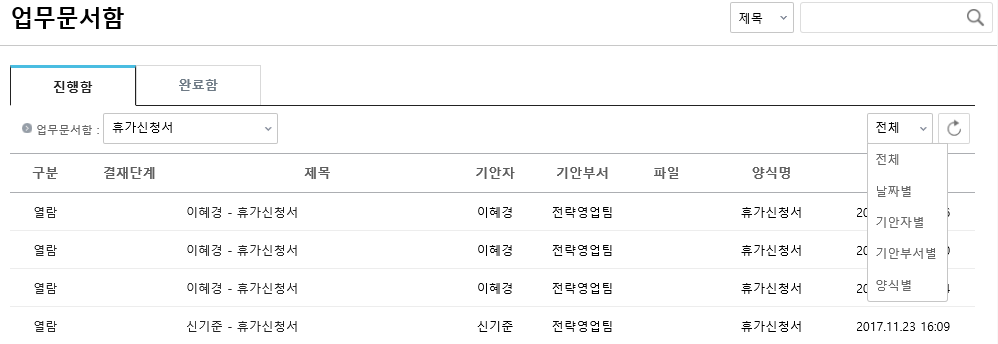 업무문서함
제목
진행함 완료함
업무문서함 : 휴가신청서 전체
전체
날짜별
기안자별
기안부서별
양식별
구분 결재단계 제목 기안자 기안부서 파일 양식명
열람 이혜경 - 휴가신청서 이혜경 전략영업팀 휴가신청서
열람 이혜경 - 휴가신청서 이혜경 전략영업팀 휴가신청서
열람 이혜경 - 휴가신청서 이혜경 전략영업팀 휴가신청서
열람 신기준 - 휴가신청서 신기준 전략영업팀 휴가신청서 2017.11.23 16:09